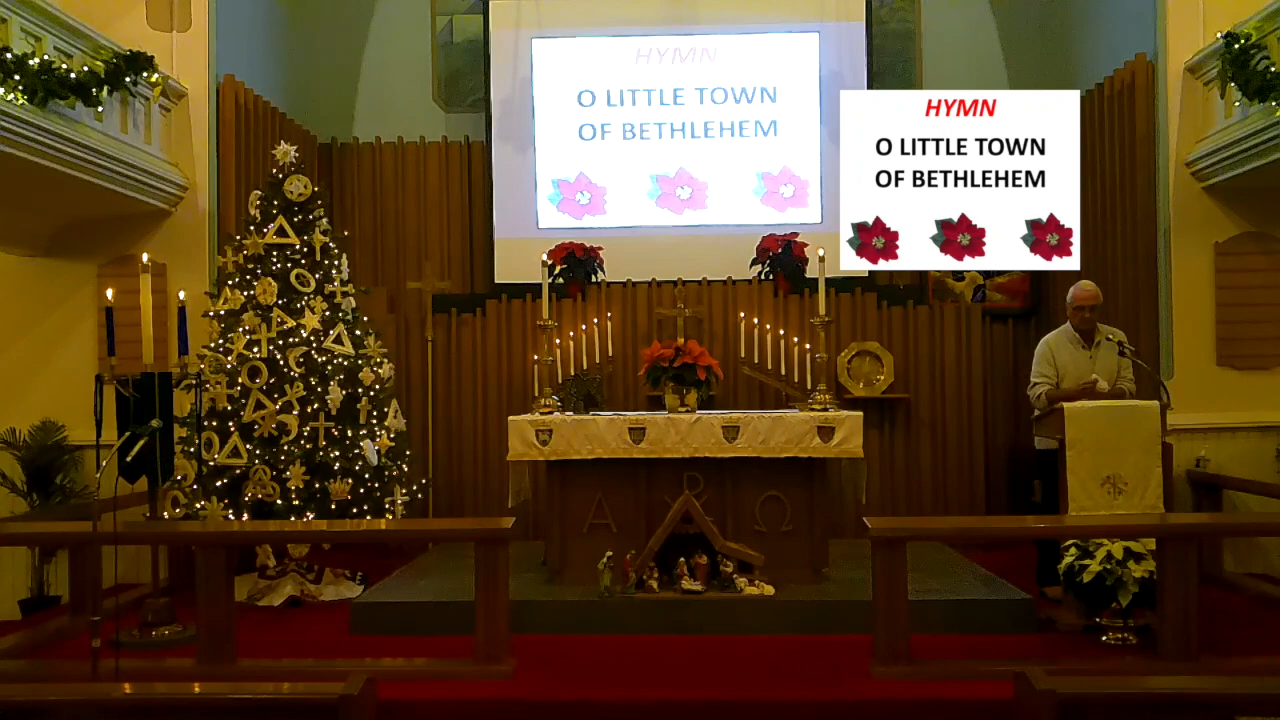 HYMN
O LITTLE TOWN
OF BETHLEHEM
HYMN
O LITTLE TOWN
OF BETHLEHEM
Α ☧ Ω